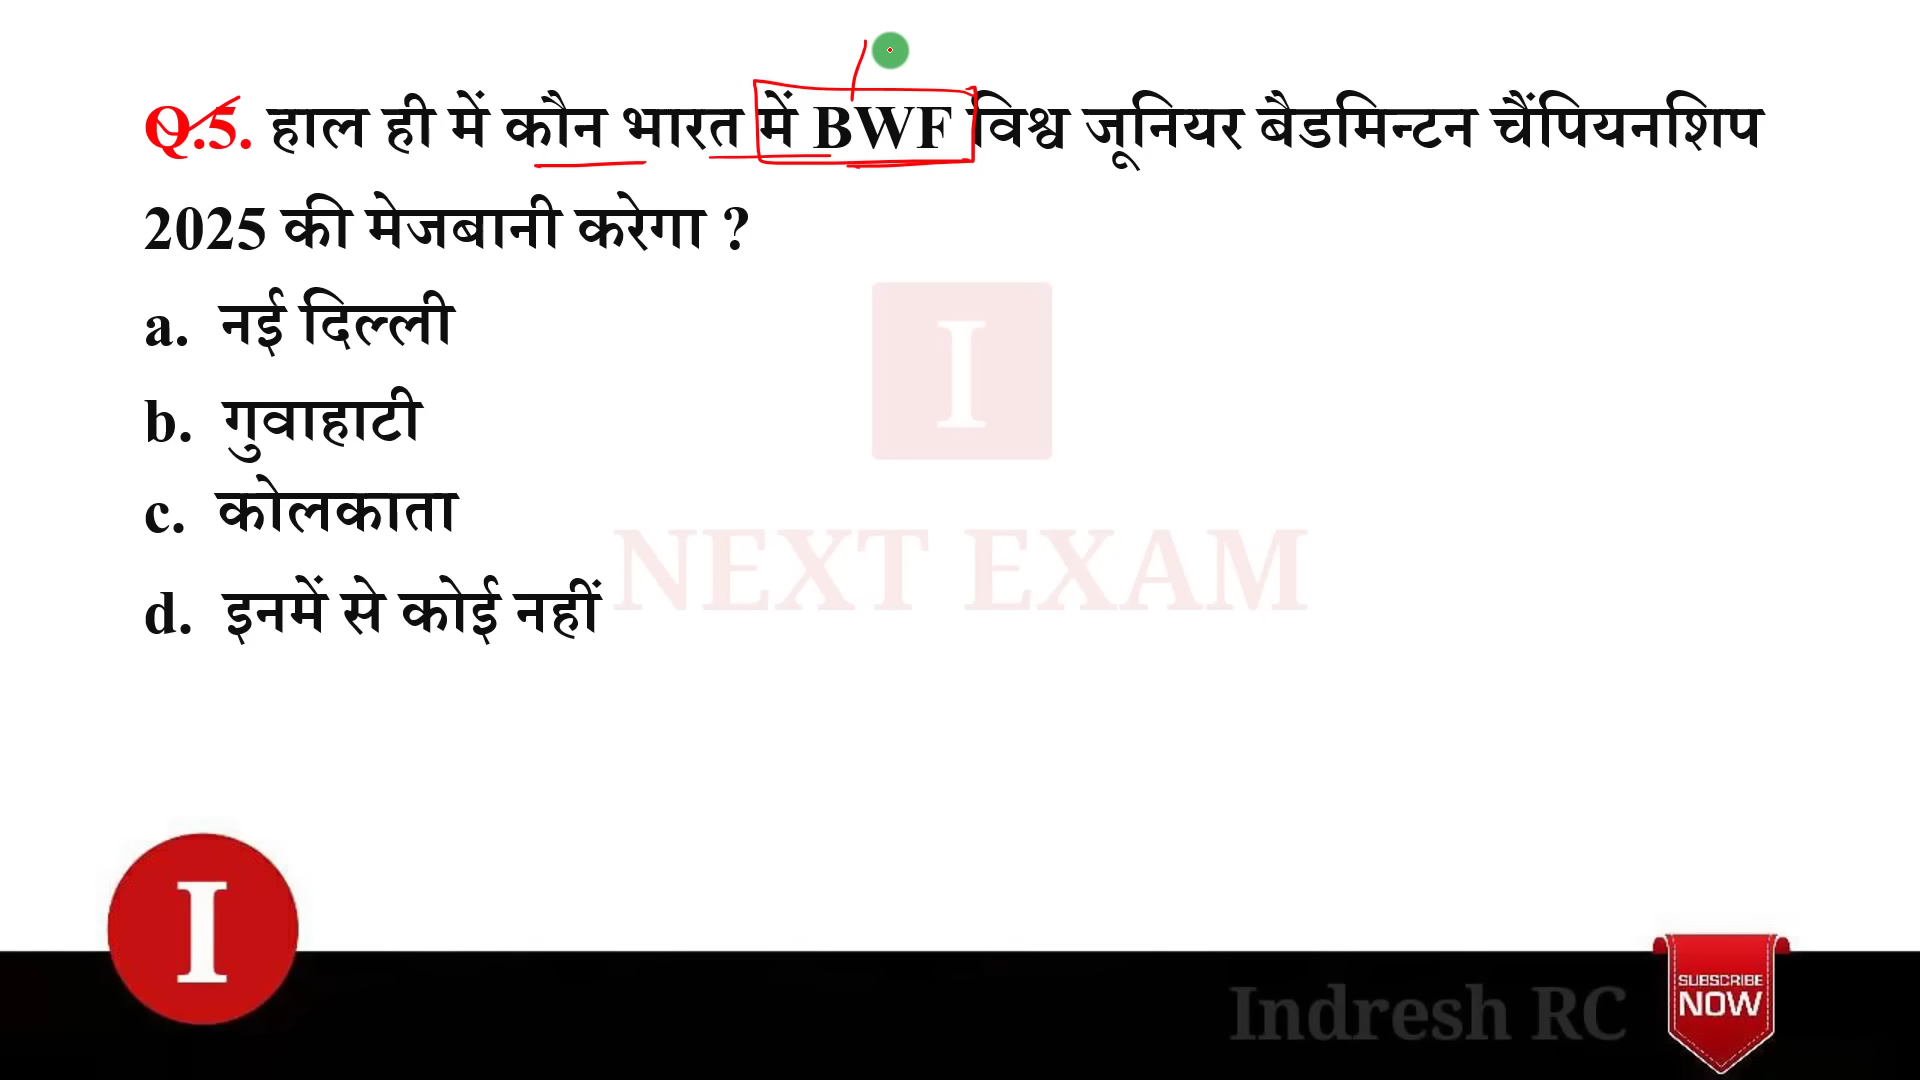 Q.5. हाल ही में कौन भारत में BWF विश्व जूनियर बैडमिन्टन चैंपियनशिप
2025 की मेजबानी करेगा ?
a. नई दिल्ली
b. गुवाहाटी
c. कोलकाता
d. इनमें से कोई नहीं
I
NEXT EXAM
I
Indresh RC
SUBSCRIBE
NOW